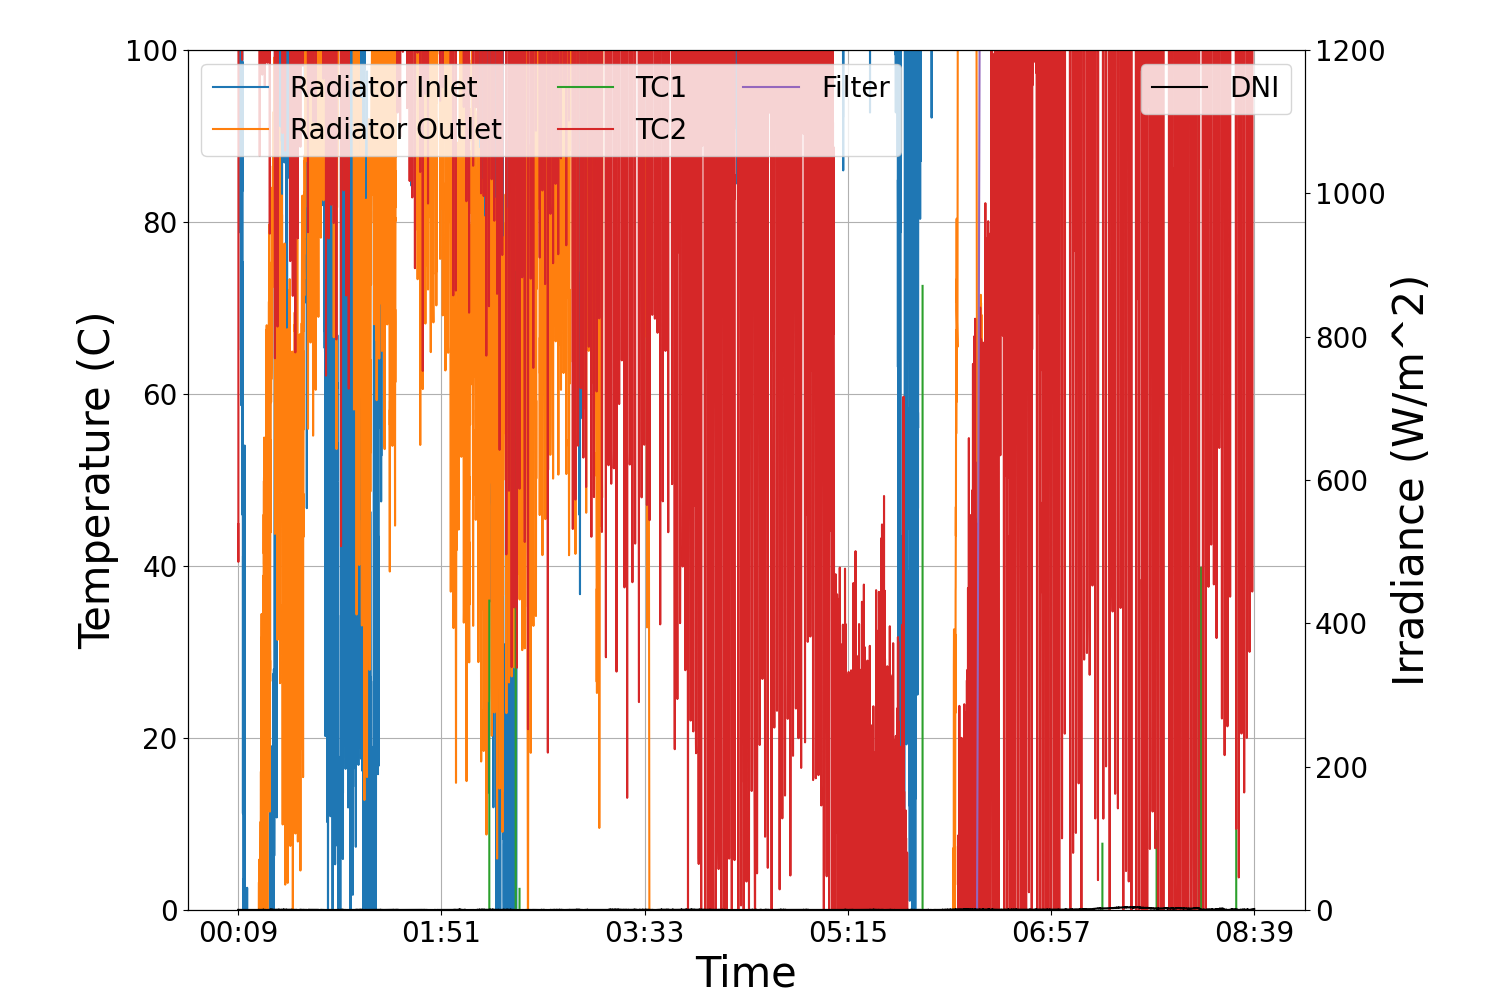 100
80
60
40
20
0
Temperature (C)
Radiator Inlet
Radiator Outlet
TC1
TC2
Filter
DNI
1200
1000
800
600
400
200
0
Irradiance (W/m^2)
00:09
01:51
03:33
05:15
06:57
08:39
Time